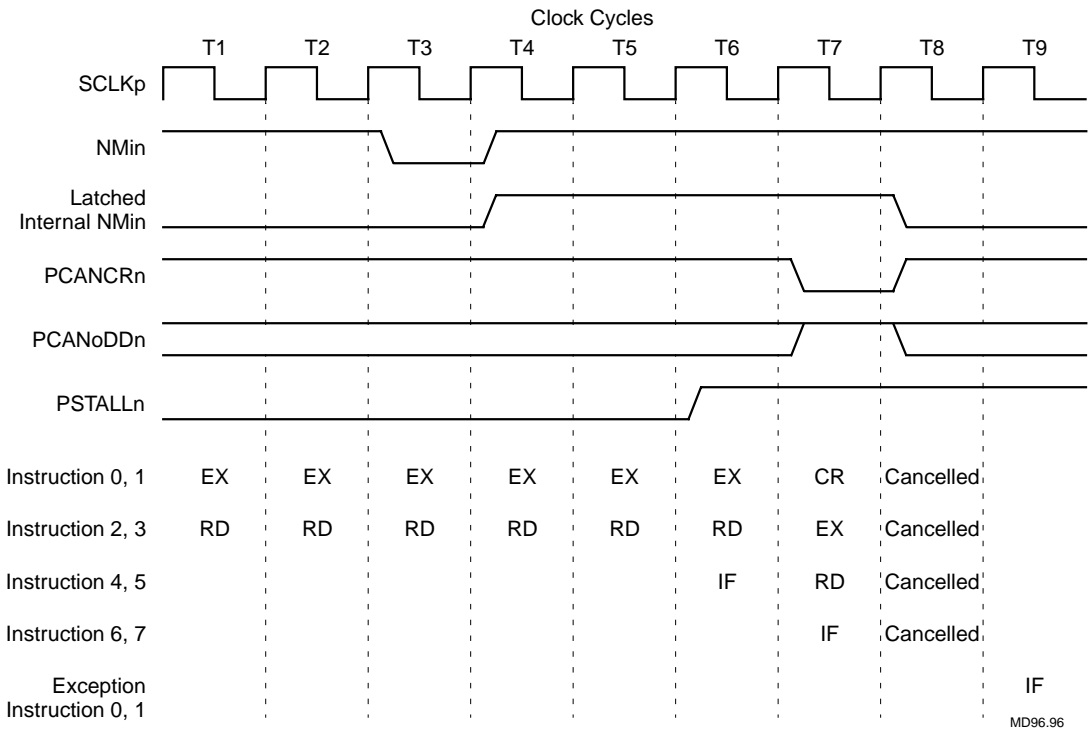 Clock Cycles
T1 T2 T3 T4 T5 T6 T7 T8 T9
SCLKp
NMin
Latched
Internal NMin
PCANCRn
PCANoDDn
PSTALLn
Instruction 0, 1 EX EX EX EX EX EX CR Cancelled
Instruction 2, 3 RD RD RD RD RD RD EX Cancelled
Instruction 4, 5 IF RD Cancelled
Instruction 6, 7 IF Cancelled
Exception
Instruction 0, 1 IF
MD96.96